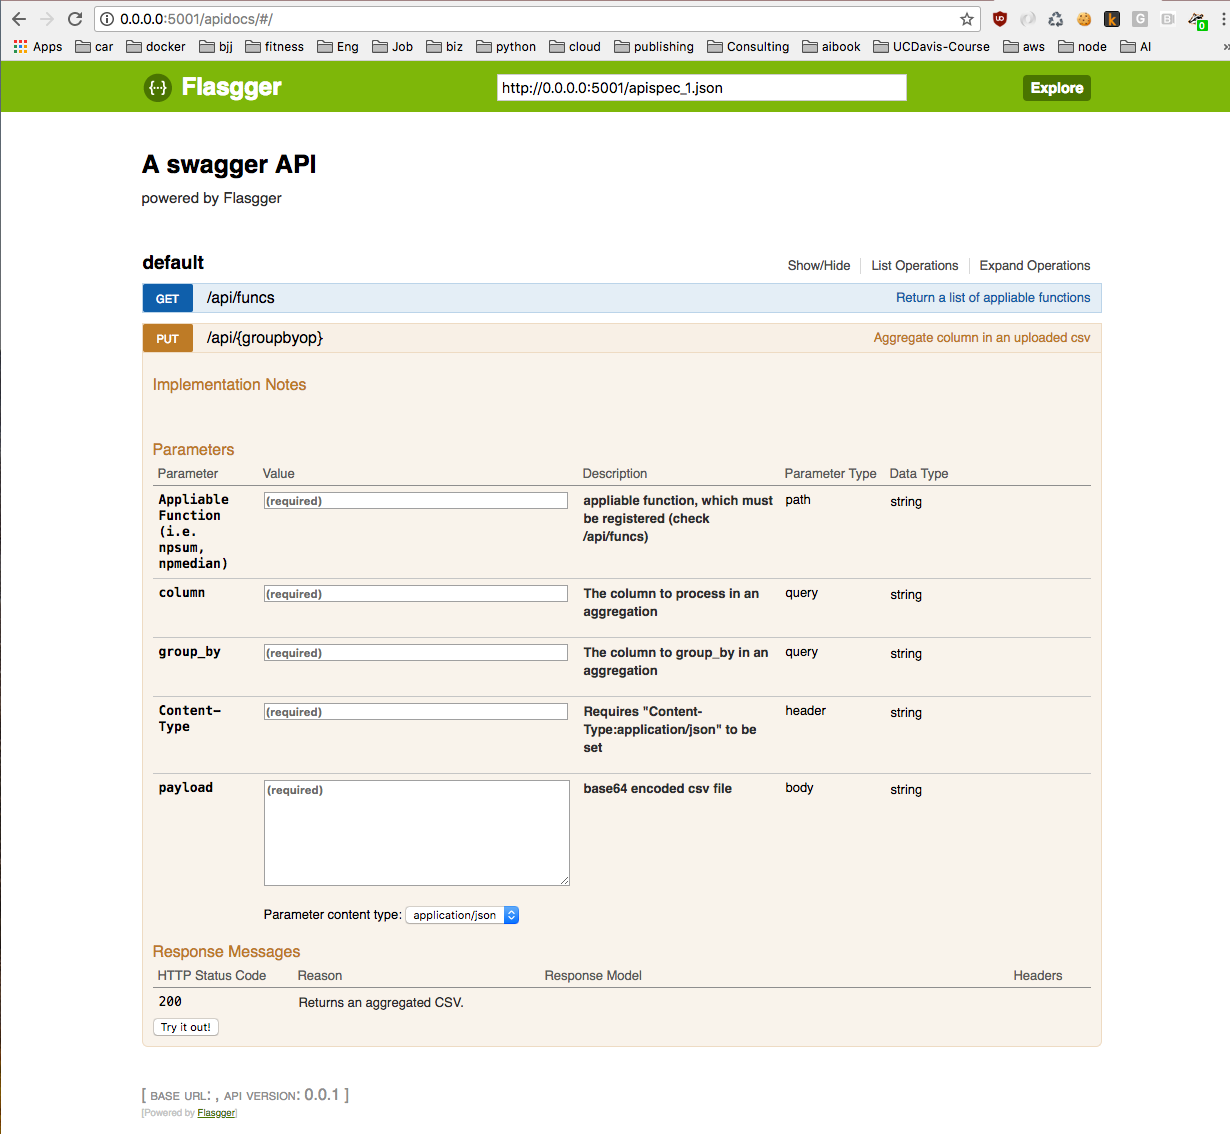 0.0.0.0:5001/apidocs/#/
Apps car docker bjj fitness Eng Job biz python cloud publishing Consulting aibook UCDavis-Course aws node AI »
{··} Flasgger http://0.0.0.0:5001/apispec_1.json Explore
A swagger API
powered by Flasgger
default Show/Hide List Operations Expand Operations
GET /api/funcs Return a list of appliable functions
PUT /api/{groupbyop} Aggregate column in an uploaded csv
Implementation Notes
Parameters
Parameter Value Description Parameter Type Data Type
Appliable (required) appliable function, which must path string
Function be registered (check
(i.e. /api/funcs)
npsum,
npmedian)
column (required) The column to process in an query string
aggregation
group_by (required) The column to group_by in an query string
aggregation
Content- (required) Requires "Content- header string
Type Type:application/json" to be
set
payload (required) base64 encoded csv file body string
Parameter content type: application/json
Response Messages
HTTP Status Code Reason Response Model Headers
200 Returns an aggregated CSV.
Try it out!
[ BASE URL: , API VERSION: 0.0.1 ]
[Powered by Flasgger]